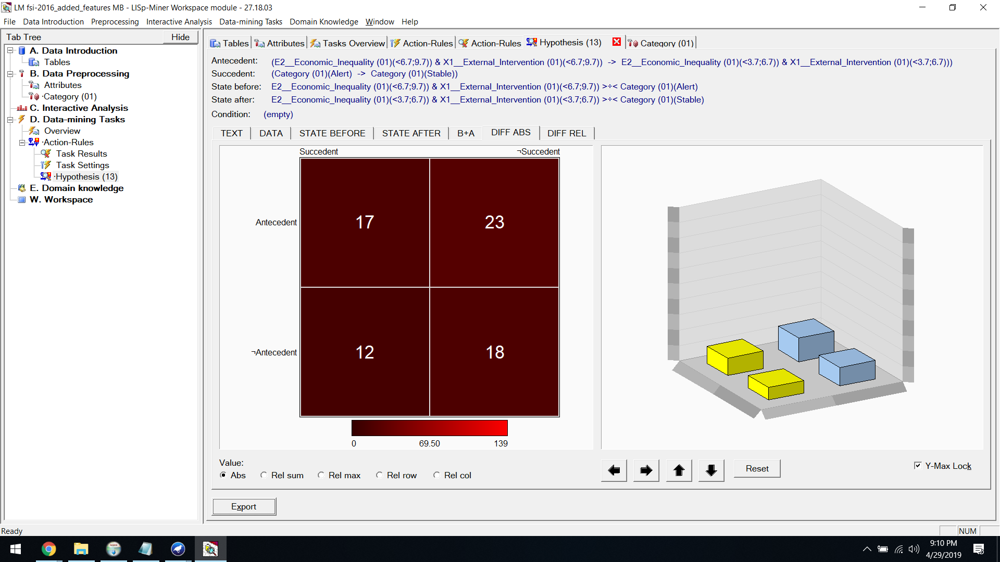 LM fsi-2016_added_features MB - LISp-Miner Workspace module - 27.18.03
File Data Introduction Preprocessing Interactive Analysis Data-mining Tasks Domain Knowledge Window Help
Tab Tree
Hide
A. Data Introduction
Tables
B. Data Preprocessing
Attributes
·Category (01)
C. Interactive Analysis
D. Data-mining Tasks
Overview
·Action-Rules
Task Results
Task Settings
·Hypothesis (13)
E. Domain knowledge
W. Workspace
Tables Attributes Tasks Overview Action-Rules Action-Rules Hypothesis (13) Category (01)
Antecedent: (E2__Economic_Inequality (01)(<6.7;9.7)) & X1__External_Intervention (01)(<6.7;9.7)) -> E2__Economic_Inequality (01)(<3.7;6.7)) & X1__External_Intervention (01)(<3.7;6.7)))
Succedent: (Category (01)(Alert) -> Category (01)(Stable))
State before: E2__Economic_Inequality (01)(<6.7;9.7)) & X1__External_Intervention (01)(<6.7;9.7)) >÷< Category (01)(Alert)
State after: E2__Economic_Inequality (01)(<3.7;6.7)) & X1__External_Intervention (01)(<3.7;6.7)) >÷< Category (01)(Stable)
Condition: (empty)
TEXT DATA STATE BEFORE STATE AFTER B+A DIFF ABS DIFF REL
Succedent ¬Succedent
Antecedent 17 23
¬Antecedent 12 18
0 69.50 139
Value:
Abs Rel sum Rel max Rel row Rel col
Reset
Y-Max Lock
Export
Ready
NUM
9:10 PM
4/29/2019